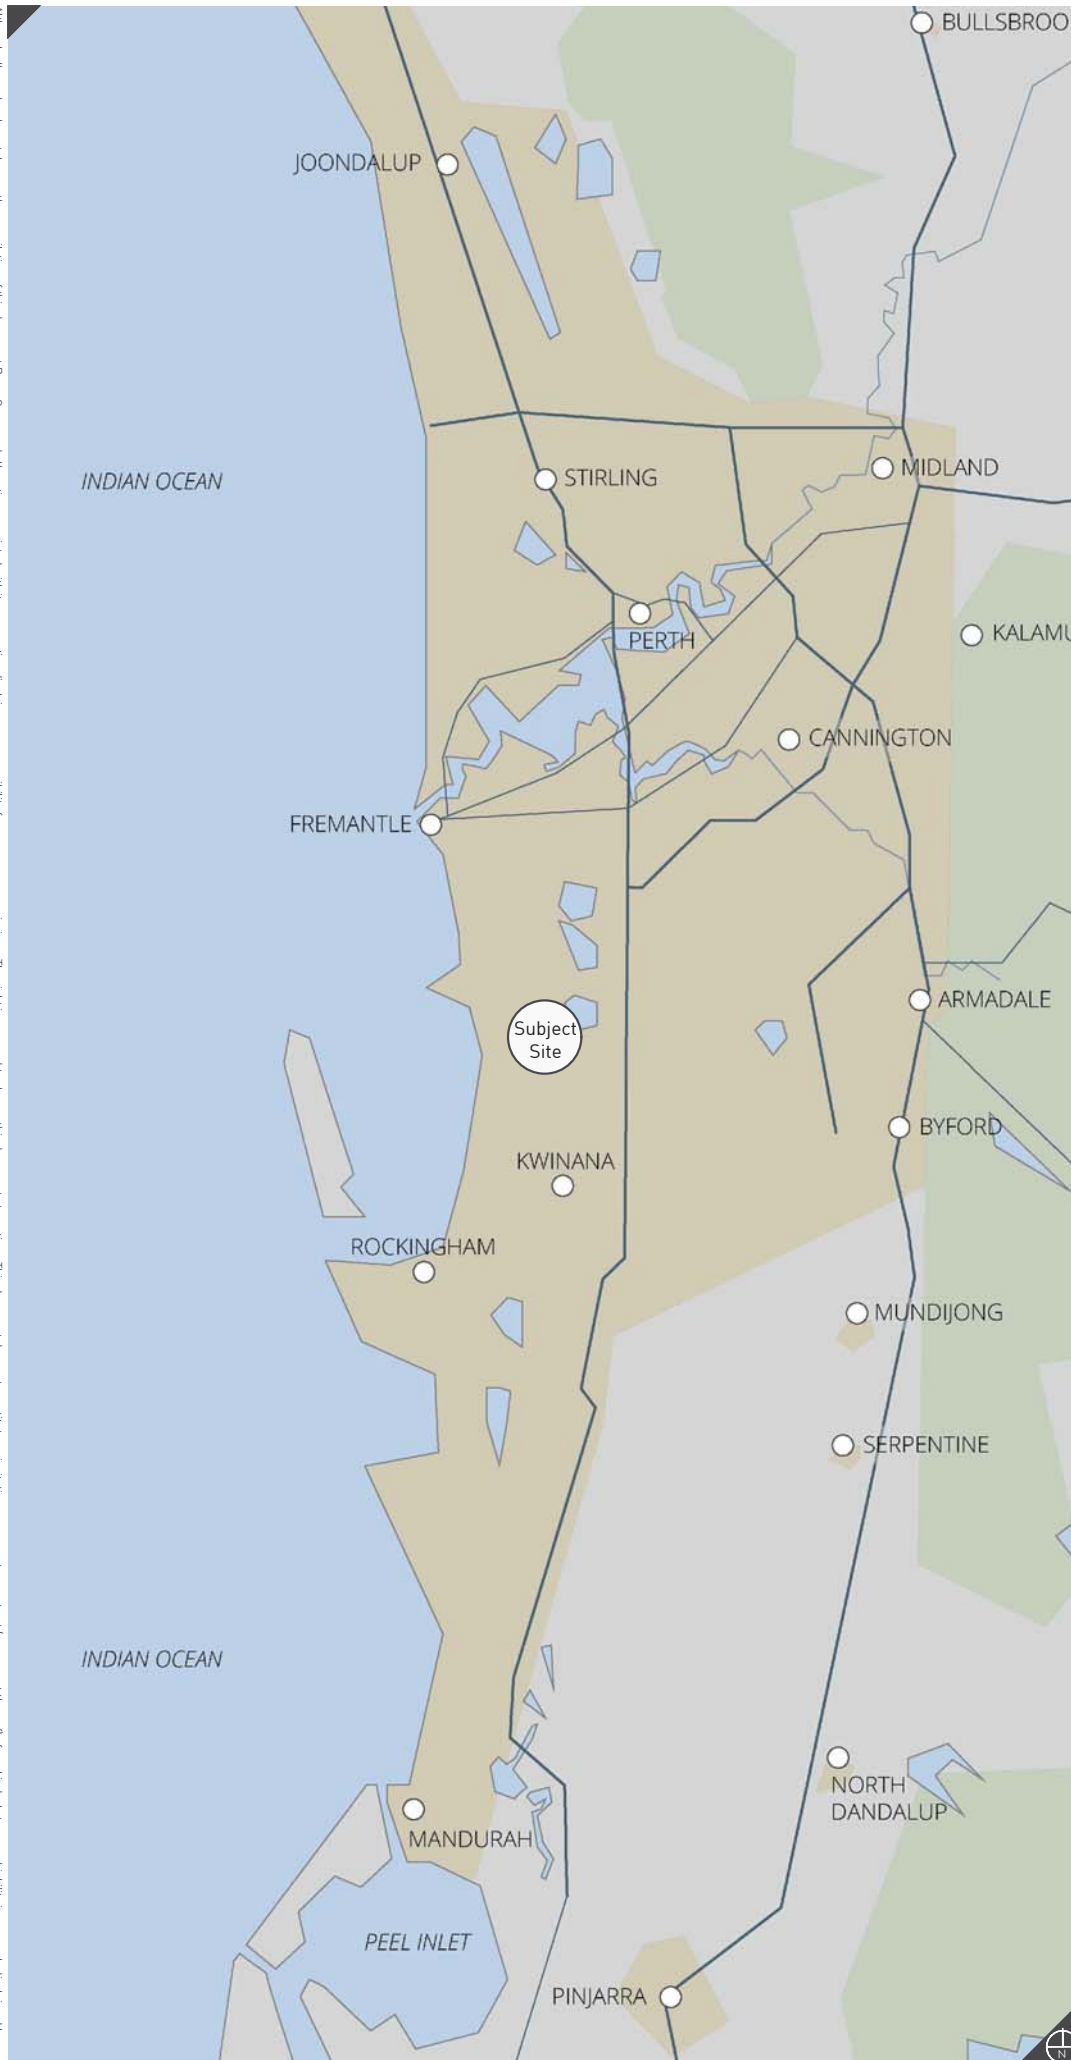 BULLSBROO
JOONDALUP
INDIAN OCEAN
STIRLING
MIDLAND
PERTH
KALAMU
CANNINGTON
FREMANTLE
ARMADALE
Subject
Site
BYFORD
KWINANA
ROCKINGHAM
MUNDIJONG
SERPENTINE
INDIAN OCEAN
NORTH
DANDALUP
MANDURAH
PEEL INLET
PINJARRA
N